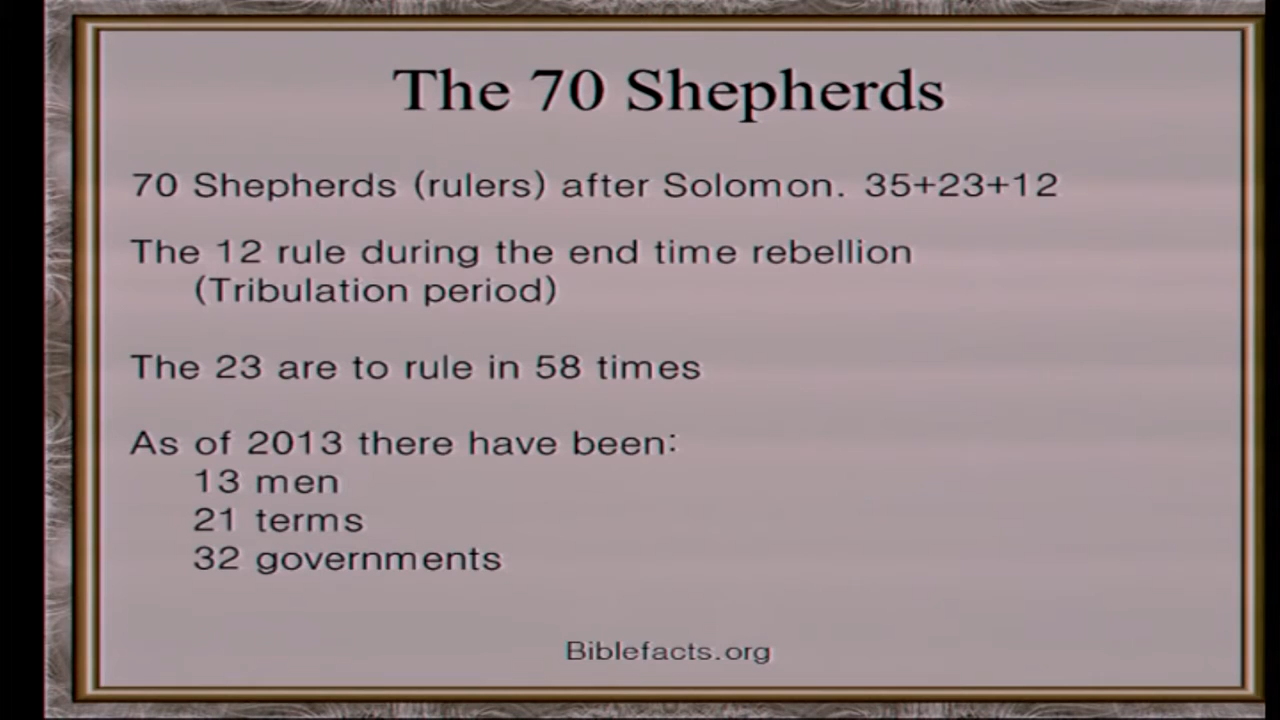 The 70 Shepherds
70 Shepherds (rulers) after Solomon. 35+23+12
The 12 rule during the end time rebellion
(Tribulation period)
The 23 are to rule in 58 times
As of 2013 there have been:
13 men
21 terms
32 governments
Biblefacts.org